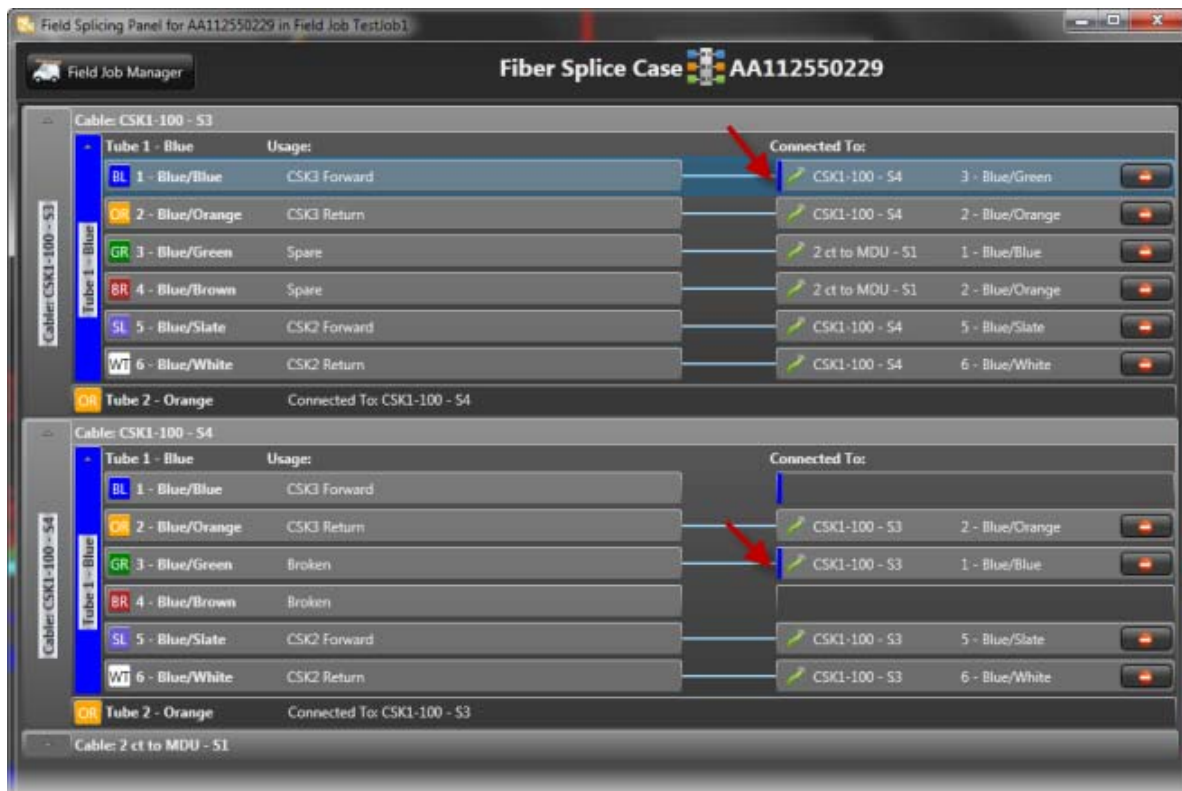 Field Splicing Panel for AA112550229 in Field Job TestJob1
Field Job Manager
Fiber Splice Case AA112550229
Cable: CSK1-100 - S3
Cable: CSK1-100 - S3
Tube 1 - Blue
Tube 1 - Blue Usage: Connected To:
BL 1 - Blue/Blue CSK3 Forward CSK1-100 - S4 3 - Blue/Green
OR 2 - Blue/Orange CSK3 Return CSK1-100 - S4 2 - Blue/Orange
GR 3 - Blue/Green Spare 2 ct to MDU - S1 1 - Blue/Blue
BR 4 - Blue/Brown Spare 2 ct to MDU - S1 2 - Blue/Orange
SL 5 - Blue/Slate CSK2 Forward CSK1-100 - S4 5 - Blue/Slate
WT 6 - Blue/White CSK2 Return CSK1-100 - S4 6 - Blue/White
OR Tube 2 - Orange Connected To: CSK1-100 - S4
Cable: CSK1-100 - S4
Cable: CSK1-100 - S4
Tube 1 - Blue
Tube 1 - Blue Usage: Connected To:
BL 1 - Blue/Blue CSK3 Forward
OR 2 - Blue/Orange CSK3 Return CSK1-100 - S3 2 - Blue/Orange
GR 3 - Blue/Green Broken CSK1-100 - S3 1 - Blue/Blue
BR 4 - Blue/Brown Broken
SL 5 - Blue/Slate CSK2 Forward CSK1-100 - S3 5 - Blue/Slate
WT 6 - Blue/White CSK2 Return CSK1-100 - S3 6 - Blue/White
OR Tube 2 - Orange Connected To: CSK1-100 - S3
Cable: 2 ct to MDU - S1